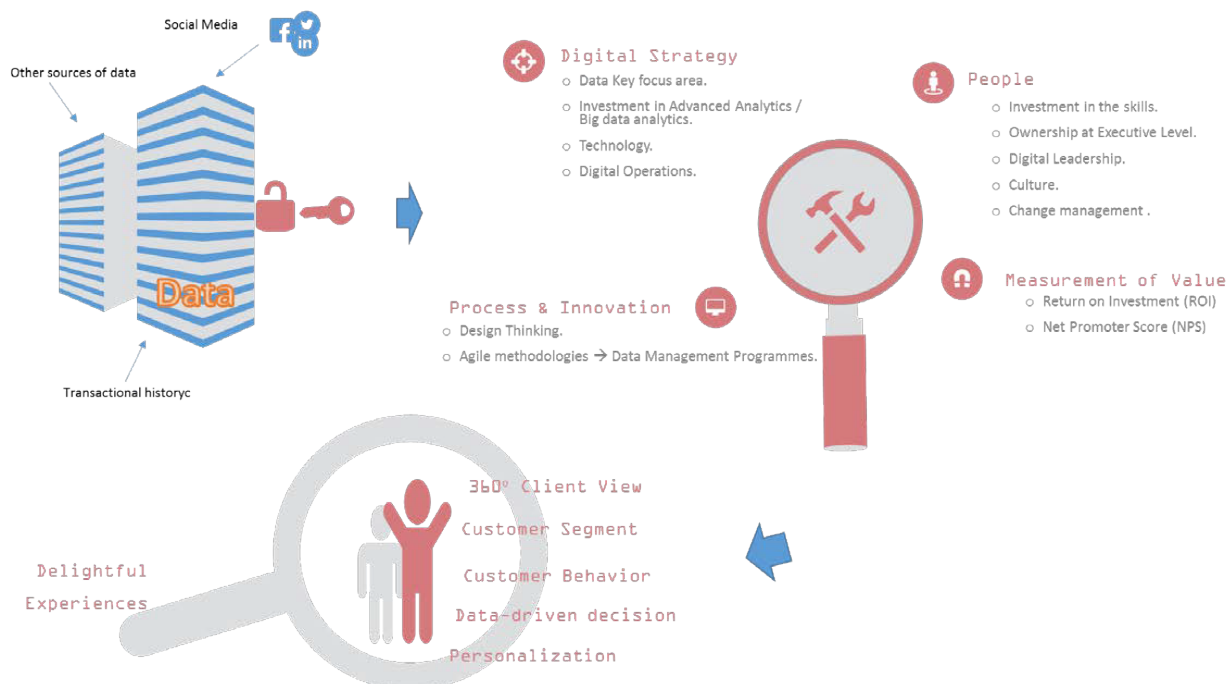 Social Media
f
in
Other sources of data
Data
Transactional historyc
Digital Strategy
Data Key focus area.
Investment in Advanced Analytics /
Big data analytics.
Technology.
Digital Operations.
People
Investment in the skills.
Ownership at Executive Level.
Digital Leadership.
Culture.
Change management .
Process & Innovation
Design Thinking.
Agile methodologies → Data Management Programmes.
Measurement of Value
Return on Investment (ROI)
Net Promoter Score (NPS)
360º Client View
Customer Segment
Customer Behavior
Data-driven decision
Personalization
Delightful
Experiences